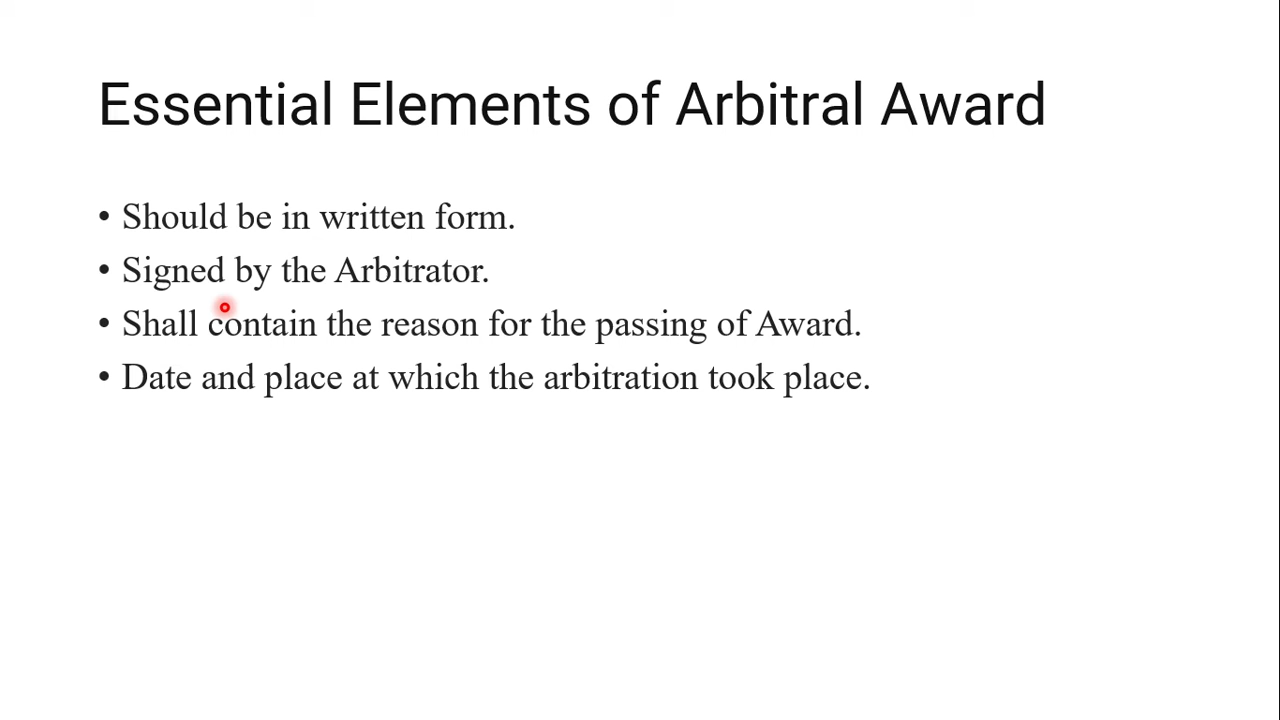 Essential Elements of Arbitral Award
• Should be in written form.
• Signed by the Arbitrator.
• Shall contain the reason for the passing of Award.
• Date and place at which the arbitration took place.